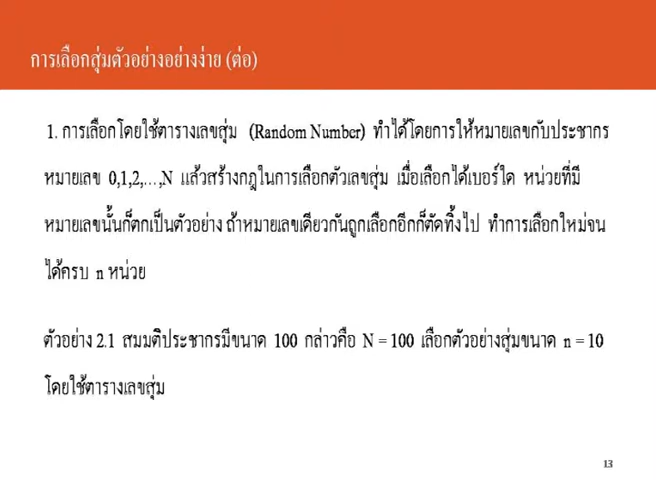 การเลือกสุ่มตัวอย่างอย่างง่าย (ต่อ)
1. การเลือกโดยใช้ตารางเลขสุ่ม (Random Number) ทำได้โดยการให้หมายเลขกับประชากร
หมายเลข 0,1,2,...,N แล้วสร้างกฎในการเลือกตัวเลขสุ่ม เมื่อเลือกได้เบอร์ใด หน่วยที่มี
หมายเลขนั้นก็ตกเป็นตัวอย่าง ถ้าหมายเลขเดียวกันถูกเลือกอีกก็ตัดทิ้งไป ทำการเลือกใหม่จน
ได้ครบ n หน่วย
ตัวอย่าง 2.1 สมมติประชากรมีขนาด 100 กล่าวคือ N = 100 เลือกตัวอย่างสุ่มขนาด n = 10
โดยใช้ตารางเลขสุ่ม
13